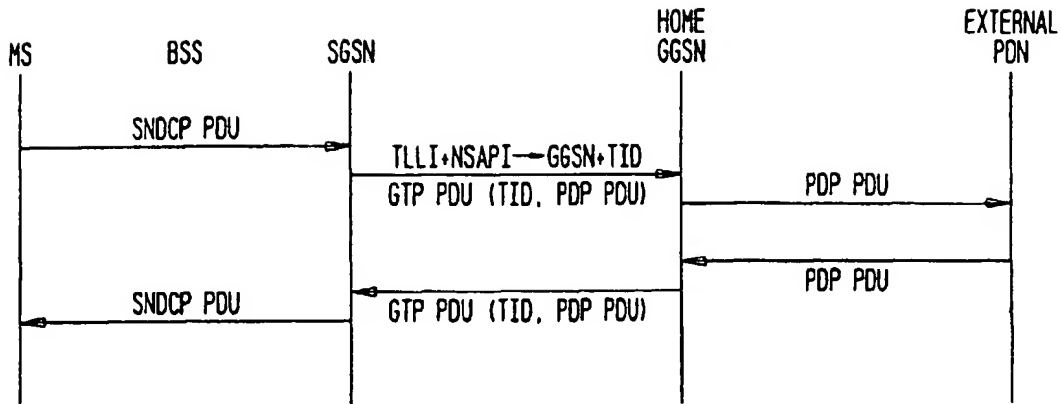 MS
BSS
SGSN
HOME
GGSN
EXTERNAL
PDN
SNDCP PDU
TLLI+NSAPI→GGSN+TID
GTP PDU (TID, PDP PDU)
PDP PDU
PDP PDU
GTP PDU (TID, PDP PDU)
SNDCP PDU